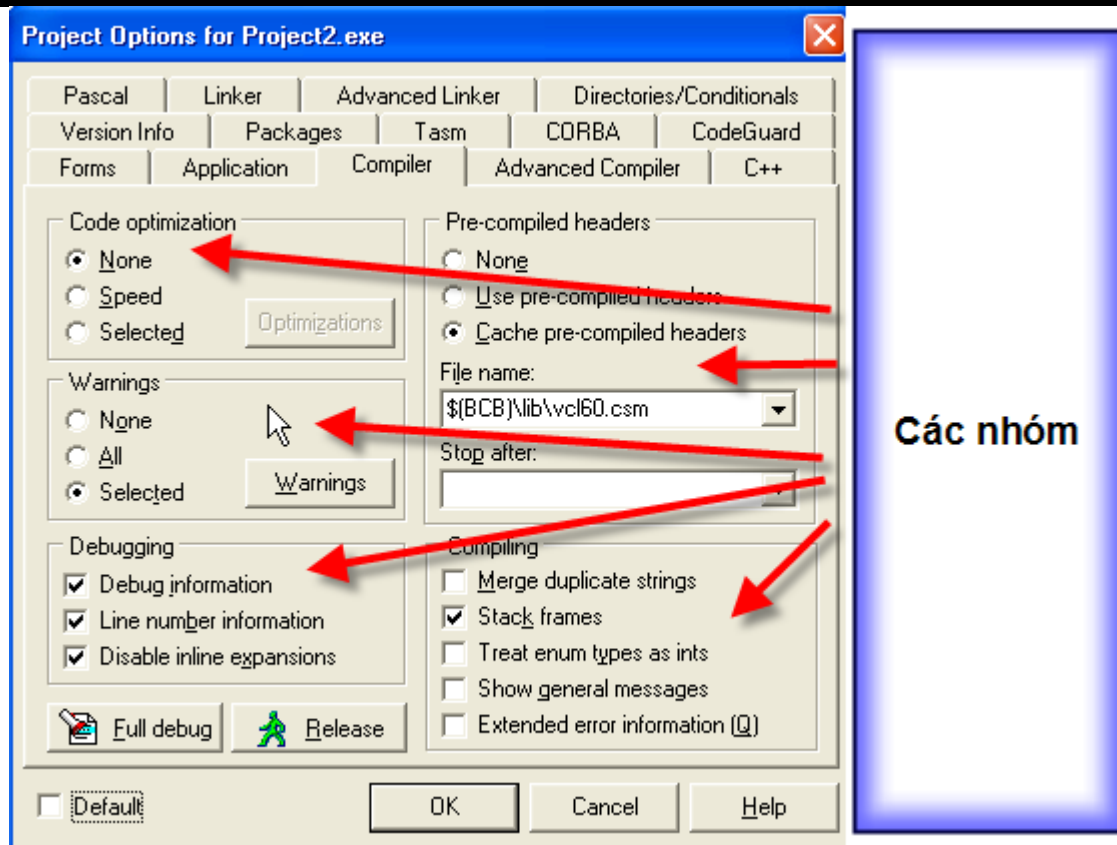 Project Options for Project2.exe
Pascal Linker Advanced Linker Directories/Conditionals
Version Info Packages Tasm CORBA CodeGuard
Forms Application Compiler Advanced Compiler C++
Code optimization
None
Speed
Selected
Optimizations
Warnings
None
All
Selected
Warnings
Debugging
Debug information
Line number information
Disable inline expansions
Full debug
Release
Pre-compiled headers
None
Use pre-compiled headers
Cache pre-compiled headers
File name:
$(BCB)\lib\vcl60.csm
Stop after:
Compiling
Merge duplicate strings
Stack frames
Treat enum types as ints
Show general messages
Extended error information (Q)
Default
OK
Cancel
Help
Các nhóm